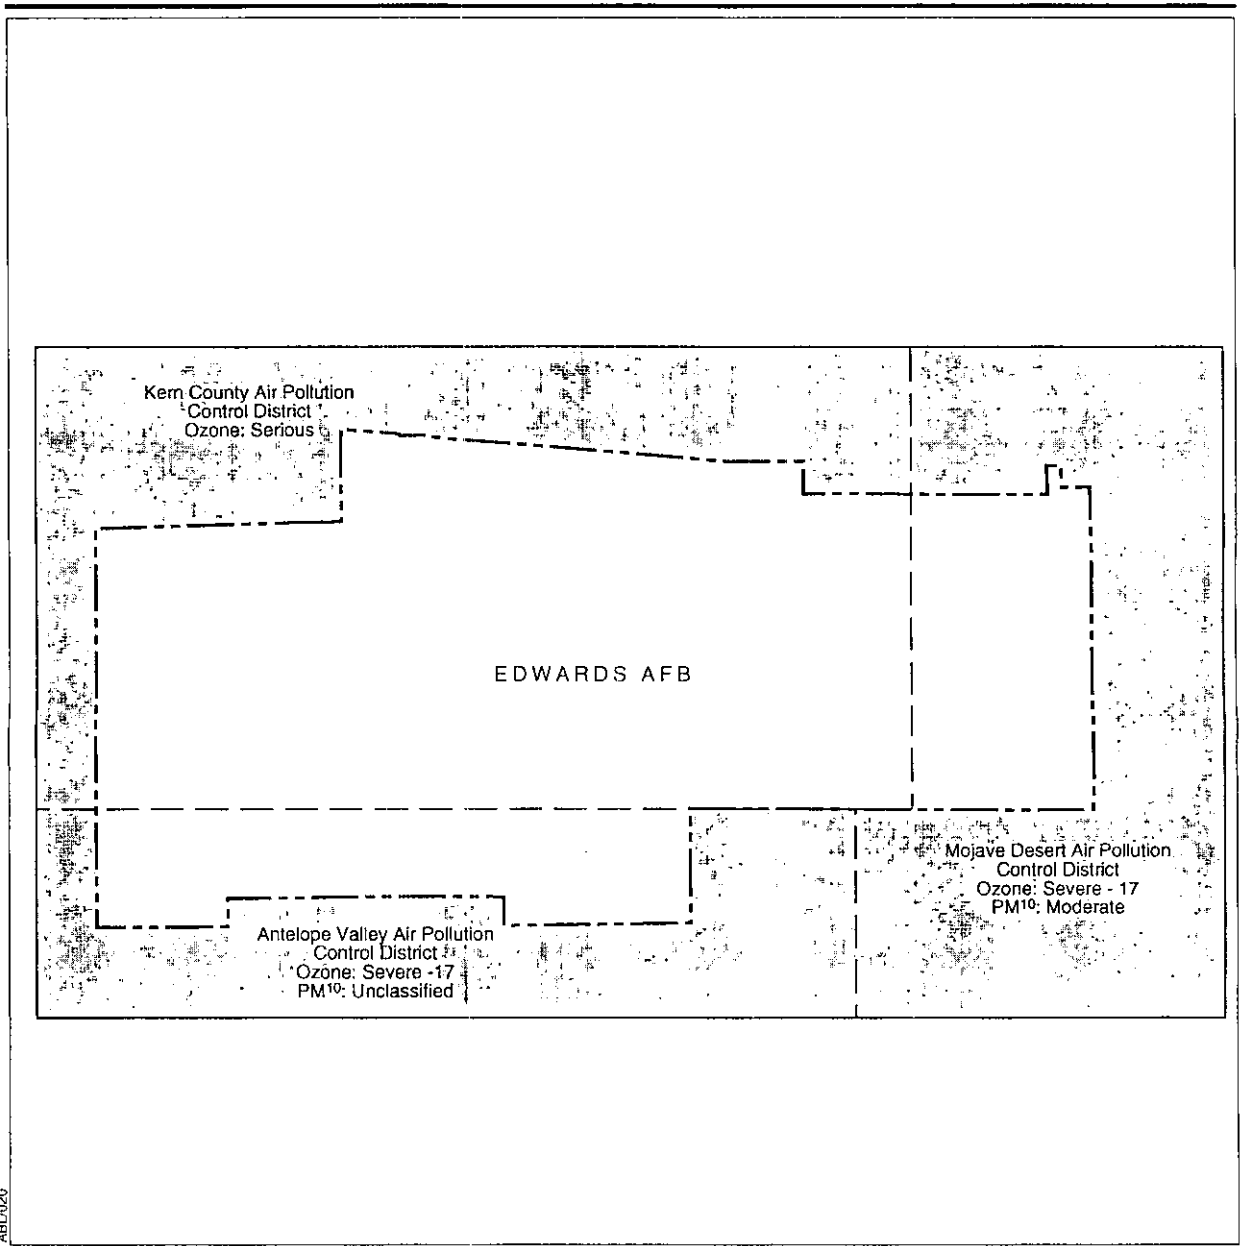 Kern County Air Pollution
Control District
Ozone: Serious
EDWARDS AFB
Mojave Desert Air Pollution
Control District
Ozone: Severe - 17
PM10: Moderate
Antelope Valley Air Pollution
Control District
Ozone: Severe -17
PM10: Unclassified